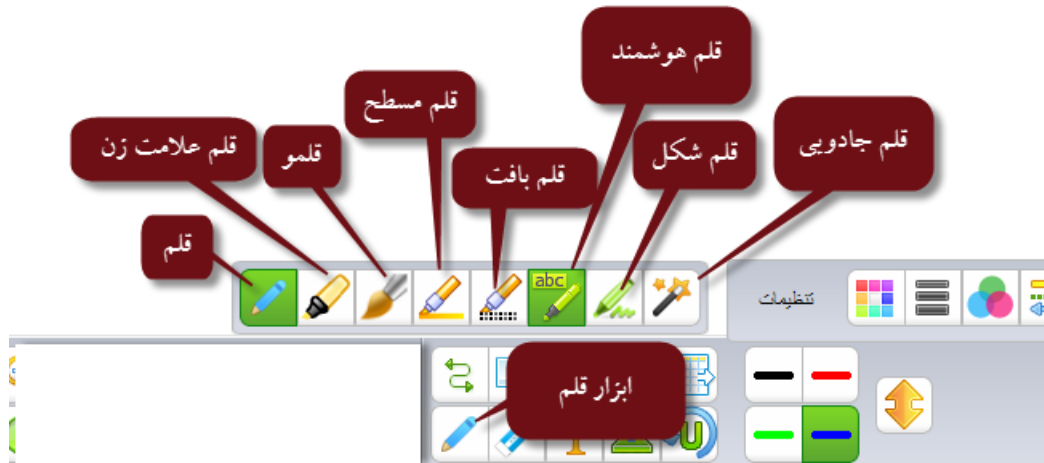 قلم هوشمند
قلم مسطح
قلم جادویی
قلم شکل
قلم علامت زن
قلمو
قلم بافت
قلم
abc
تنظیمات
ابزار قلم
U